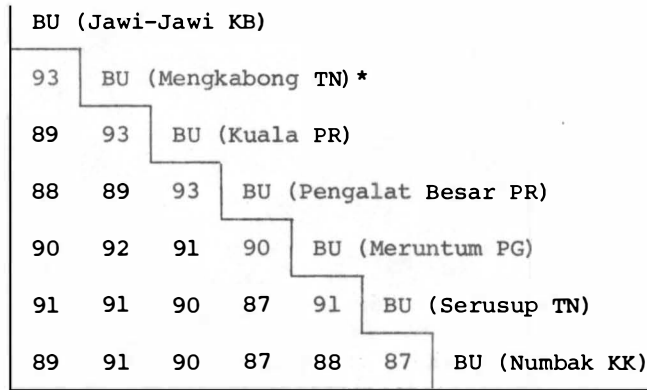 BU (Jawi-Jawi KB)
93 BU (Mengkabong TN)*
89 93 BU (Kuala PR)
88 89 93 BU (Pengalat Besar PR)
90 92 91 90 BU (Meruntum PG)
91 91 90 87 91 BU (Serusup TN)
89 91 90 87 88 87 BU (Numbak KK)